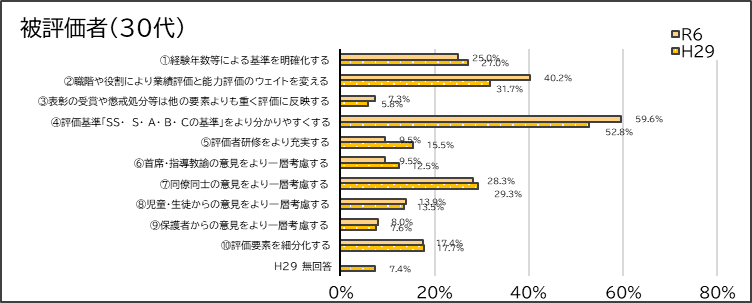 被評価者(30代)
R6
H29
①経験年数等による基準を明確化する 25.0% 27.0%
②職階や役割により業績評価と能力評価のウェイトを変える 40.2% 31.7%
③表彰の受賞や懲戒処分等は他の要素よりも重く評価に反映する 7.3% 5.8%
④評価基準「SS・S・A・B・Cの基準」をより分かりやすくする 59.6% 52.8%
⑤評価者研修をより充実する 9.5% 15.5%
⑥首席・指導教諭の意見をより一層考慮する 9.5% 12.5%
⑦同僚同士の意見をより一層考慮する 28.3% 29.3%
⑧児童・生徒からの意見をより一層考慮する 13.9% 13.5%
⑨保護者からの意見をより一層考慮する 8.0% 7.6%
⑩評価要素を細分化する 17.4% 17.7%
H29 無回答 7.4%
0% 20% 40% 60% 80%